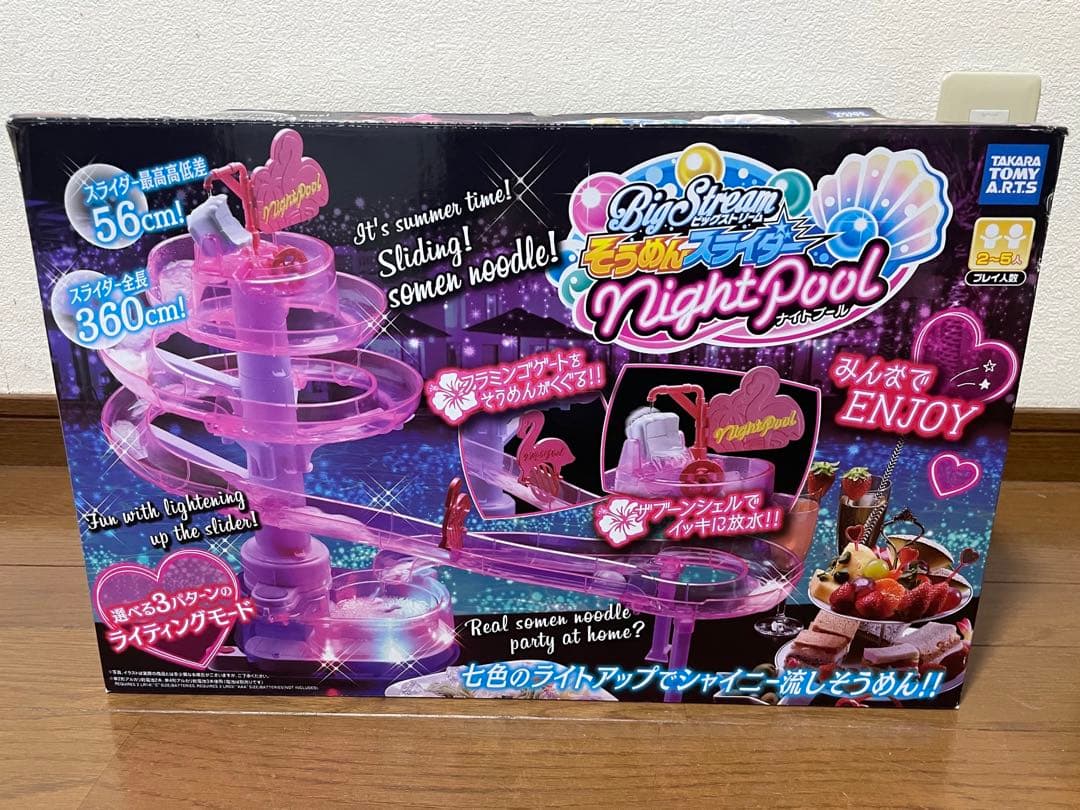 スライダー最高高低差
56cm!
スライダー全長
360cm!
NightPool
It's summer time!
Sliding!
somen noodle!
Big Stream
ビッグストリーム
そうめんスライダー
nightPool
ナイトプール
TAKARA
TOMY
A.R.T.S
2~5人
プレイ人数
フラミンゴゲートを
そうめんがくぐる!!
nightPool
ザブーンシェルで
イッキに放水!!
みんなで
ENJOY
Fun with lightening
up the slider!
選べる3パターンの
ライティングモード
Real somen noodle
party at home?
七色のライトアップでシャイニー流しそうめん!!